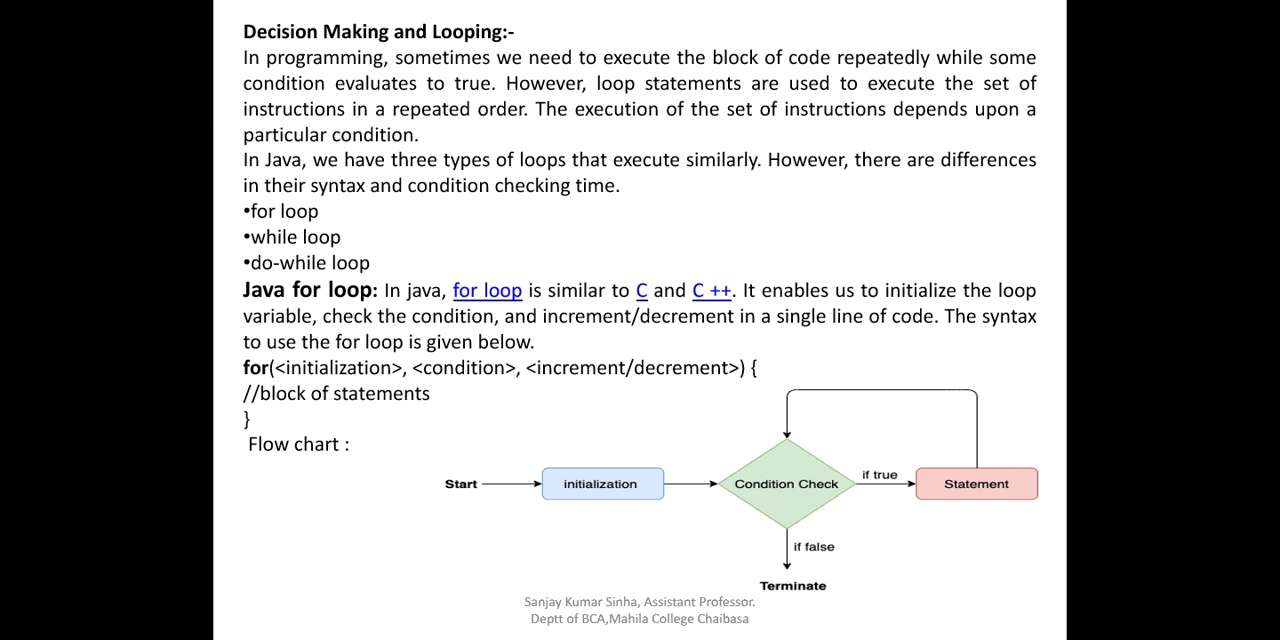 Decision Making and Looping:-
In programming, sometimes we need to execute the block of code repeatedly while some
condition evaluates to true. However, loop statements are used to execute the set of
instructions in a repeated order. The execution of the set of instructions depends upon a
particular condition.
In Java, we have three types of loops that execute similarly. However, there are differences
in their syntax and condition checking time.
•for loop
•while loop
•do-while loop
Java for loop: In java, for loop is similar to C and C ++. It enables us to initialize the loop
variable, check the condition, and increment/decrement in a single line of code. The syntax
to use the for loop is given below.
for(<initialization>, <condition>, <increment/decrement>) {
//block of statements
}
Flow chart :
Start
initialization
Condition Check
if true
Statement
if false
Terminate
Sanjay Kumar Sinha, Assistant Professor.
Deptt of BCA,Mahila College Chaibasa